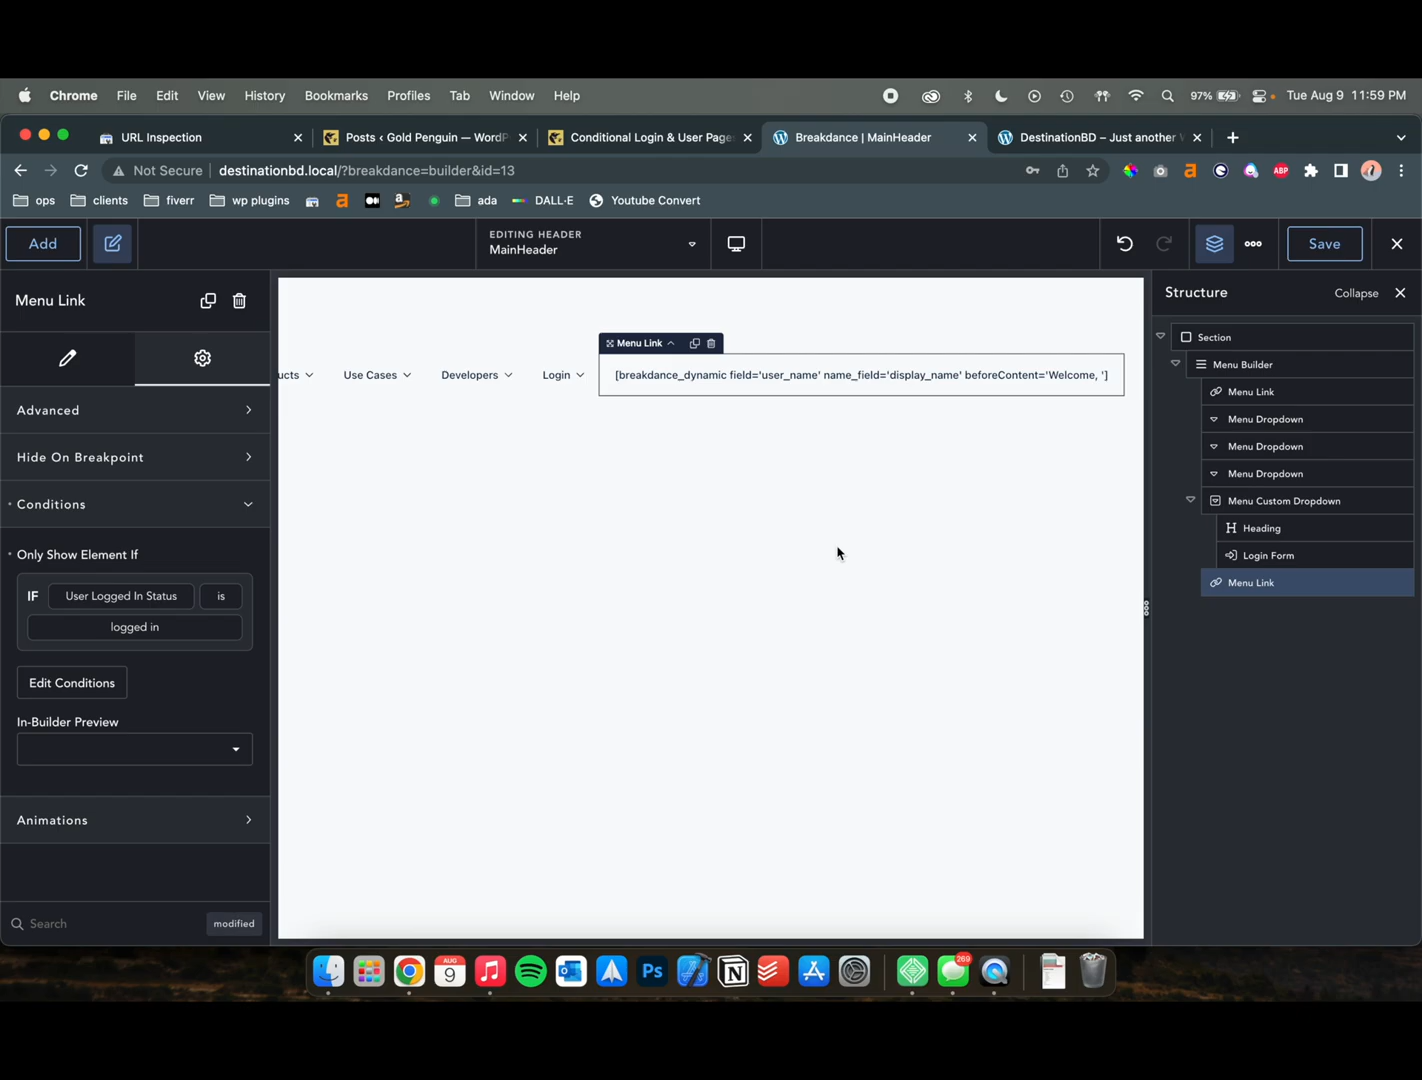 Chrome File Edit View History Bookmarks Profiles Tab Window Help 97% Tue Aug 9 11:59 PM
URL Inspection Posts ‹ Gold Penguin — WordP Conditional Login & User Pages Breakdance | MainHeader DestinationBD – Just another W
Not Secure destinationbd.local/?breakdance=builder&id=13 ABP
ops clients fiverr wp plugins ada DALL·E Youtube Convert
Add EDITING HEADER Save
MainHeader
Menu Link
Structure Collapse
Section
Menu Builder
Menu Link
Menu Dropdown
Menu Dropdown
Menu Dropdown
Menu Custom Dropdown
Heading
Login Form
Menu Link
Menu Link
ucts Use Cases Developers Login [breakdance_dynamic field='user_name' name_field='display_name' beforeContent='Welcome, ']
Advanced
Hide On Breakpoint
Conditions
Only Show Element If
IF User Logged In Status is
logged in
Edit Conditions
In-Builder Preview
Animations
Search modified
AUG
9
Ps
269